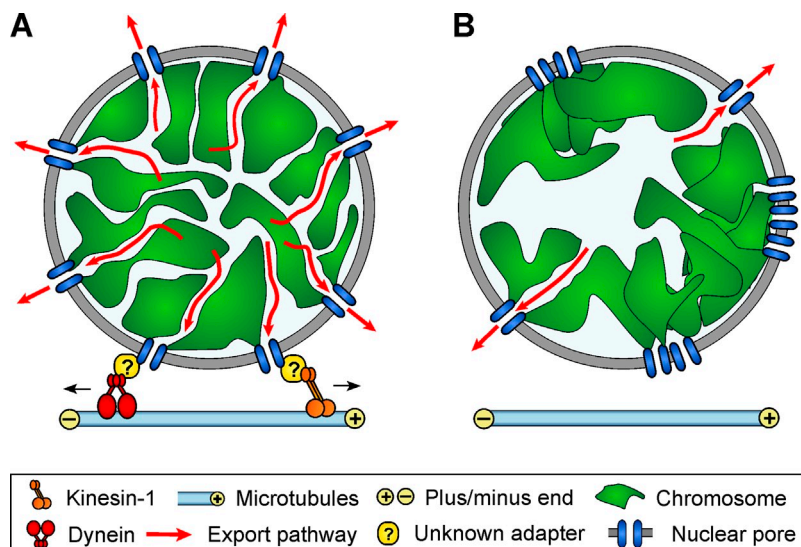 A
B
?
?
−
+
−
+
Kinesin-1
+
Microtubules
+ −
Plus/minus end
Chromosome
Dynein
Export pathway
?
Unknown adapter
Nuclear pore